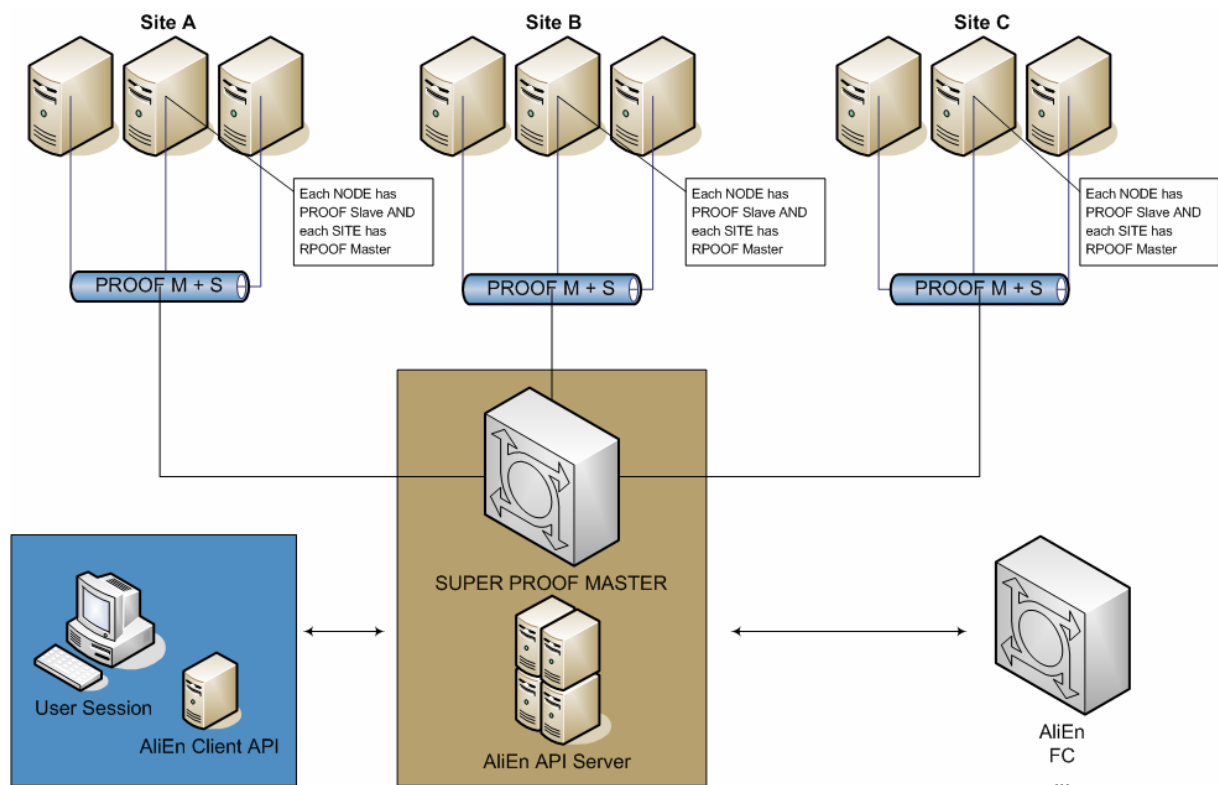 Site A
Site B
Site C
Each NODE has
PROOF Slave AND
each SITE has
RPOOF Master
Each NODE has
PROOF Slave AND
each SITE has
RPOOF Master
Each NODE has
PROOF Slave AND
each SITE has
RPOOF Master
PROOF M + S
PROOF M + S
PROOF M + S
SUPER PROOF MASTER
User Session
AliEn Client API
AliEn API Server
AliEn
FC